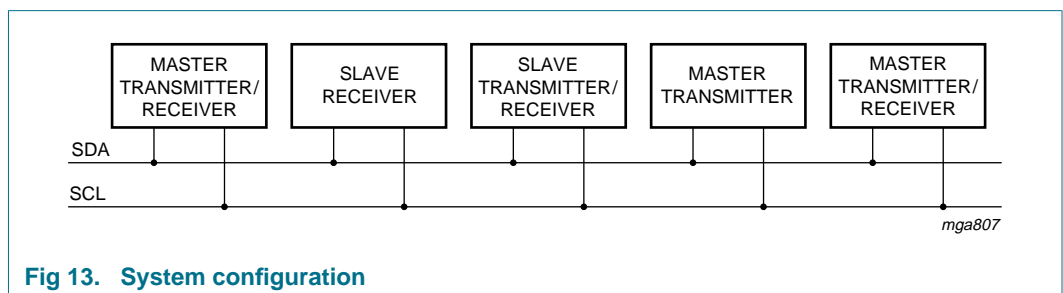 MASTER
TRANSMITTER/
RECEIVER
SLAVE
RECEIVER
SLAVE
TRANSMITTER/
RECEIVER
MASTER
TRANSMITTER
MASTER
TRANSMITTER/
RECEIVER
SDA
SCL
mga807
Fig 13. System configuration